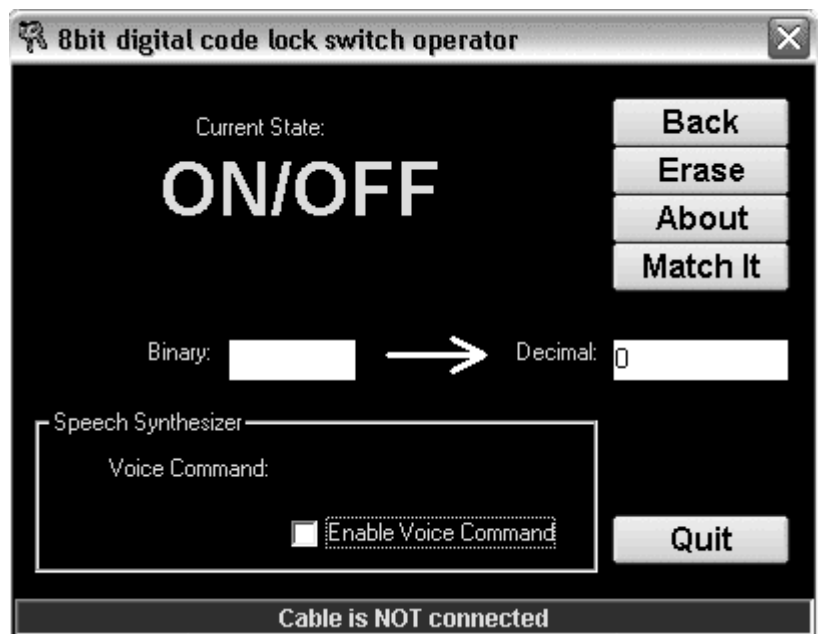 8bit digital code lock switch operator
Current State:
ON/OFF
Back
Erase
About
Match It
Binary:
Decimal: 0
Speech Synthesizer
Voice Command:
Enable Voice Command
Quit
Cable is NOT connected